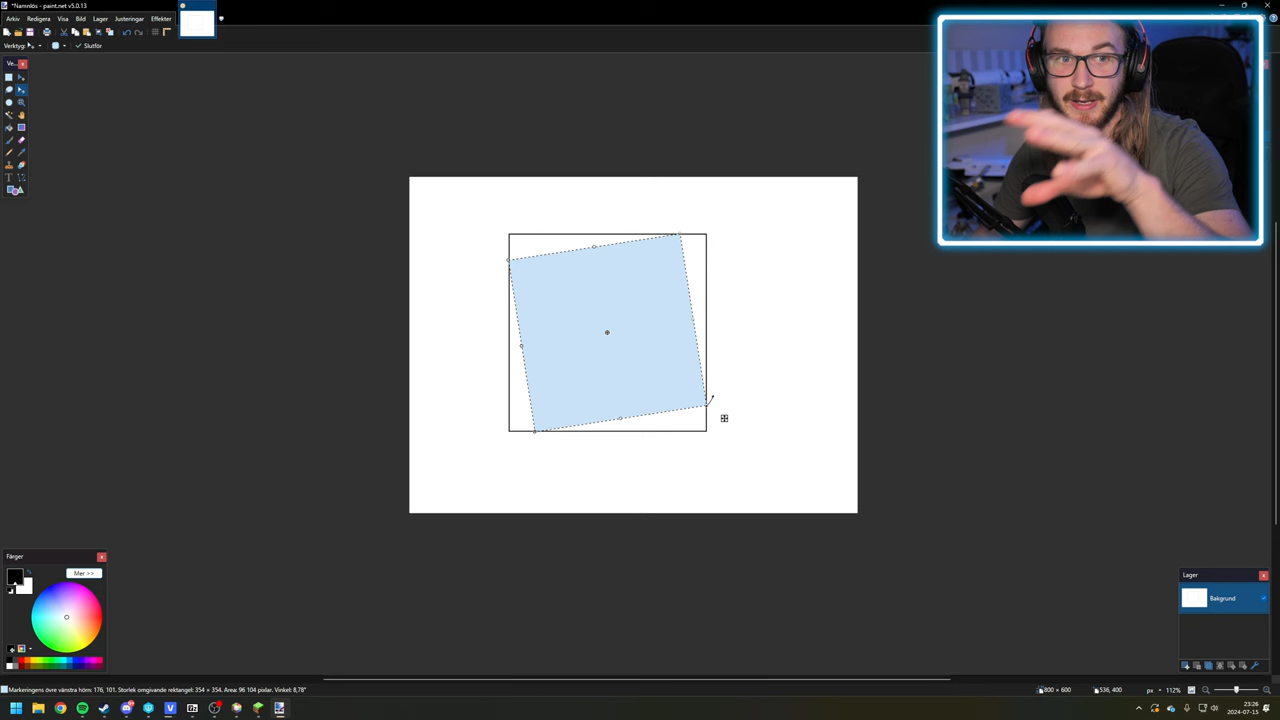 *Namnlös - paint.net v5.0.13
Arkiv Redigera Visa Bild Lager Justeringar Effekter
Verktyg: Slutför
Ve...
Färger
Mer >>
Lager
Bakgrund
Markeringens övre vänstra hörn: 176, 101. Storlek omgivande rektangel: 354 × 354. Area: 96 104 pixlar. Vinkel: 8,78°
800 × 600
536, 400
px
112%
23:26
2024-07-15